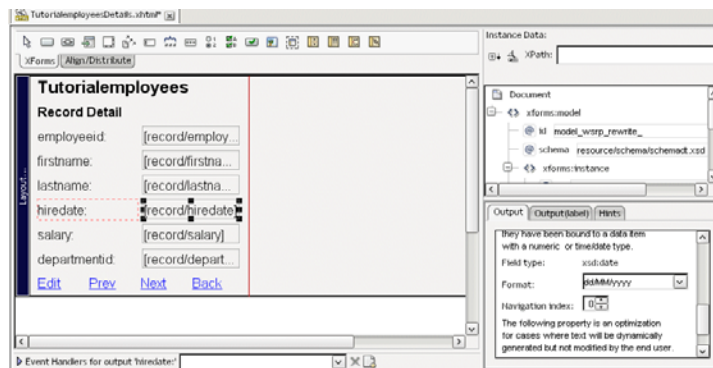 TutorialemployeesDetails.xhtml*
XForms
Align/Distribute
Layout...
Tutorialemployees
Record Detail
employeeid: [record/employ...
firstname: [record/firstna...
lastname: [record/lastna...
hiredate: [record/hiredate]
salary: [record/salary]
departmentid: [record/depart...
Edit Prev Next Back
Event Handlers for output 'hiredate:'
Instance Data:
XPath:
Document
xforms:model
id model_wsrp_rewrite_
schema resource/schema/schemadt.xsd
xforms:instance
Output Output(label) Hints
they have been bound to a data item
with a numeric or time/date type.
Field type: xsd:date
Format: dd/MM/yyyy
Navigation index: 0
The following property is an optimization
for cases where text will be dynamically
generated but not modified by the end user.